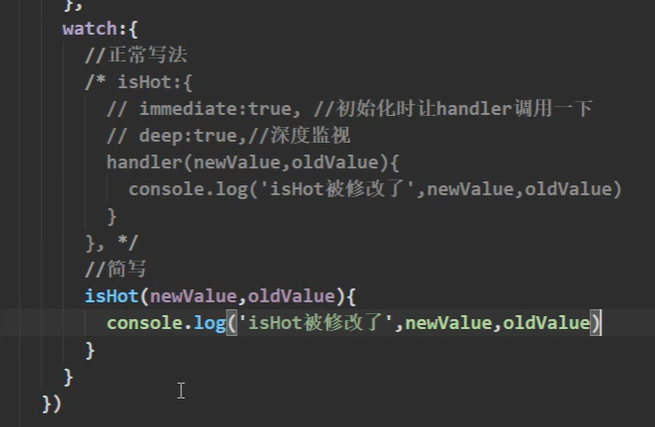 },
watch:{
//正常写法
/* isHot:{
// immediate:true, //初始化时让handler调用一下
// deep:true,//深度监视
handler(newValue,oldValue){
console.log('isHot被修改了',newValue,oldValue)
}
}, */
//简写
isHot(newValue,oldValue){
console.log('isHot被修改了',newValue,oldValue)
}
}
})